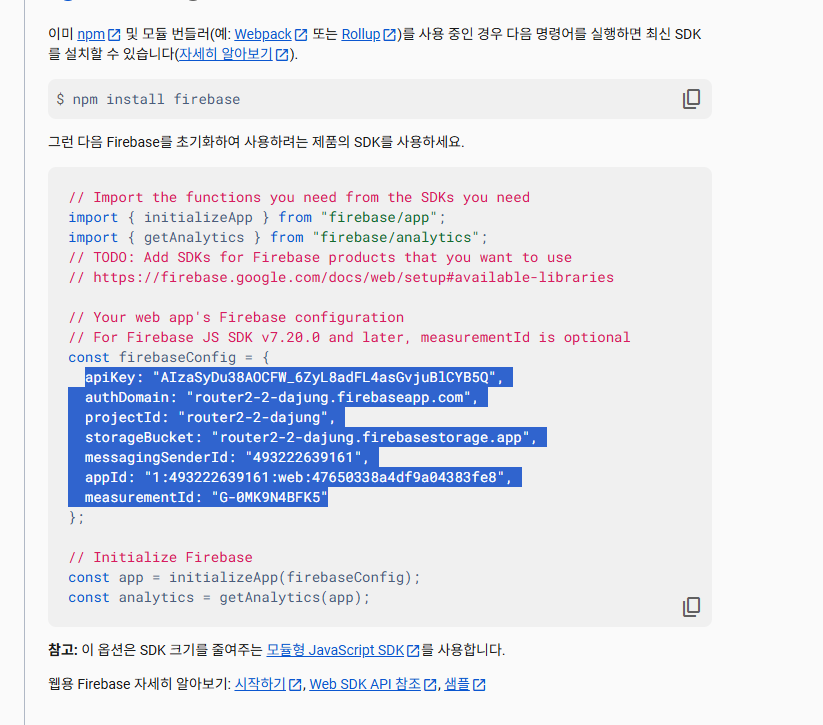 이미 npm 및 모듈 번들러(예: Webpack 또는 Rollup)를 사용 중인 경우 다음 명령어를 실행하면 최신 SDK
를 설치할 수 있습니다(자세히 알아보기).
$ npm install firebase
그런 다음 Firebase를 초기화하여 사용하려는 제품의 SDK를 사용하세요.
// Import the functions you need from the SDKs you need
import { initializeApp } from "firebase/app";
import { getAnalytics } from "firebase/analytics";
// TODO: Add SDKs for Firebase products that you want to use
// https://firebase.google.com/docs/web/setup#available-libraries
// Your web app's Firebase configuration
// For Firebase JS SDK v7.20.0 and later, measurementId is optional
const firebaseConfig = {
apiKey: "AIzaSyDu38AOCFW_6ZyL8adFL4asGvjuBlCYB5Q",
authDomain: "router2-2-dajung.firebaseapp.com",
projectId: "router2-2-dajung",
storageBucket: "router2-2-dajung.firebasestorage.app",
messagingSenderId: "493222639161",
appId: "1:493222639161:web:47650338a4df9a04383fe8",
measurementId: "G-0MK9N4BFK5"
};
// Initialize Firebase
const app = initializeApp(firebaseConfig);
const analytics = getAnalytics(app);
참고: 이 옵션은 SDK 크기를 줄여주는 모듈형 JavaScript SDK를 사용합니다.
웹용 Firebase 자세히 알아보기: 시작하기, Web SDK API 참조, 샘플